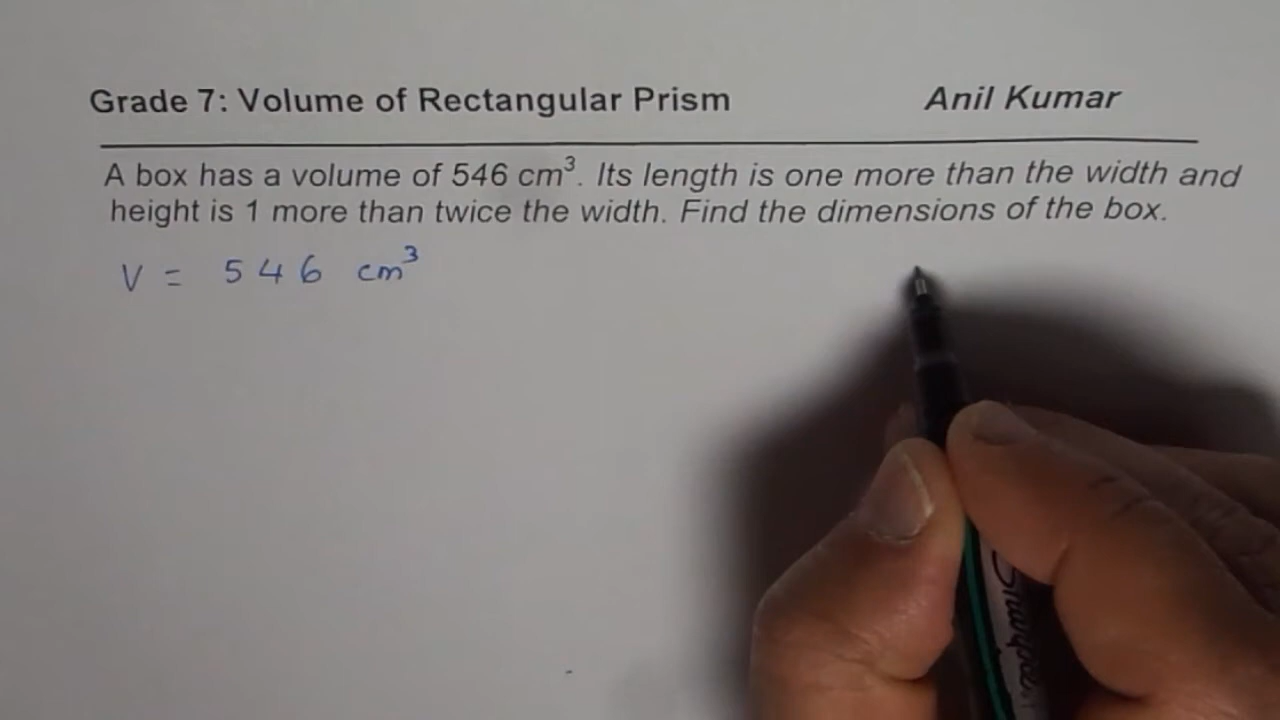 Grade 7: Volume of Rectangular Prism Anil Kumar
A box has a volume of 546 cm³. Its length is one more than the width and
height is 1 more than twice the width. Find the dimensions of the box.
V = 546 cm³
Sharpie